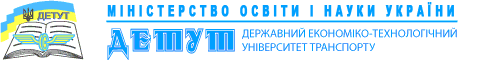 ДЕТУТ
МІНІСТЕРСТВО ОСВІТИ І НАУКИ УКРАЇНИ
ДЕТУТ
ДЕРЖАВНИЙ ЕКОНОМІКО-ТЕХНОЛОГІЧНИЙ
УНІВЕРСИТЕТ ТРАНСПОРТУ